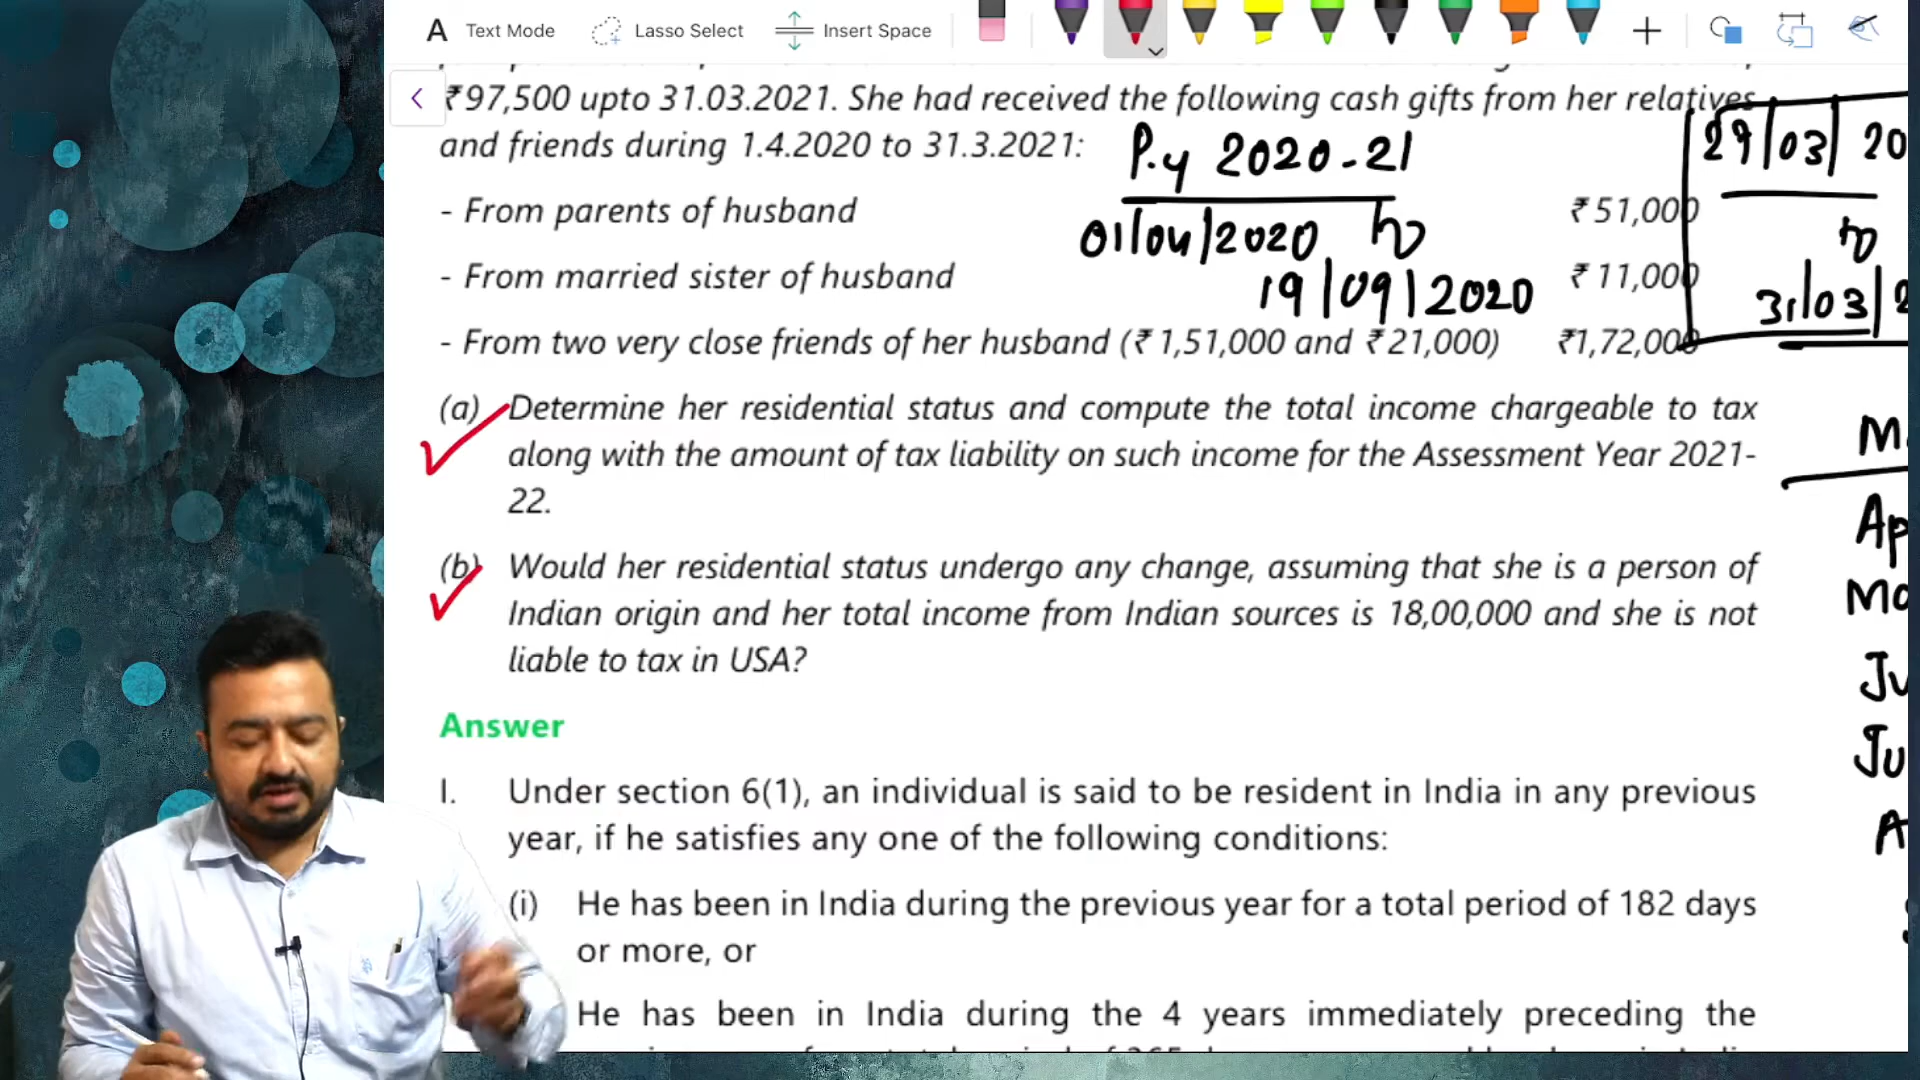 A Text Mode Lasso Select Insert Space
₹97,500 upto 31.03.2021. She had received the following cash gifts from her relatives
and friends during 1.4.2020 to 31.3.2021:
P.y 2020-21
29/03/ 20
- From parents of husband ₹51,000
01/04/2020 to
to
- From married sister of husband ₹11,000
19/09/2020
31/03/2
- From two very close friends of her husband (₹1,51,000 and ₹21,000) ₹1,72,000
(a) Determine her residential status and compute the total income chargeable to tax
along with the amount of tax liability on such income for the Assessment Year 2021-
22.
(b) Would her residential status undergo any change, assuming that she is a person of
Indian origin and her total income from Indian sources is 18,00,000 and she is not
liable to tax in USA?
M
Ap
Ma
Ju
Ju
A
Answer
I. Under section 6(1), an individual is said to be resident in India in any previous
year, if he satisfies any one of the following conditions:
(i) He has been in India during the previous year for a total period of 182 days
or more, or
He has been in India during the 4 years immediately preceding the